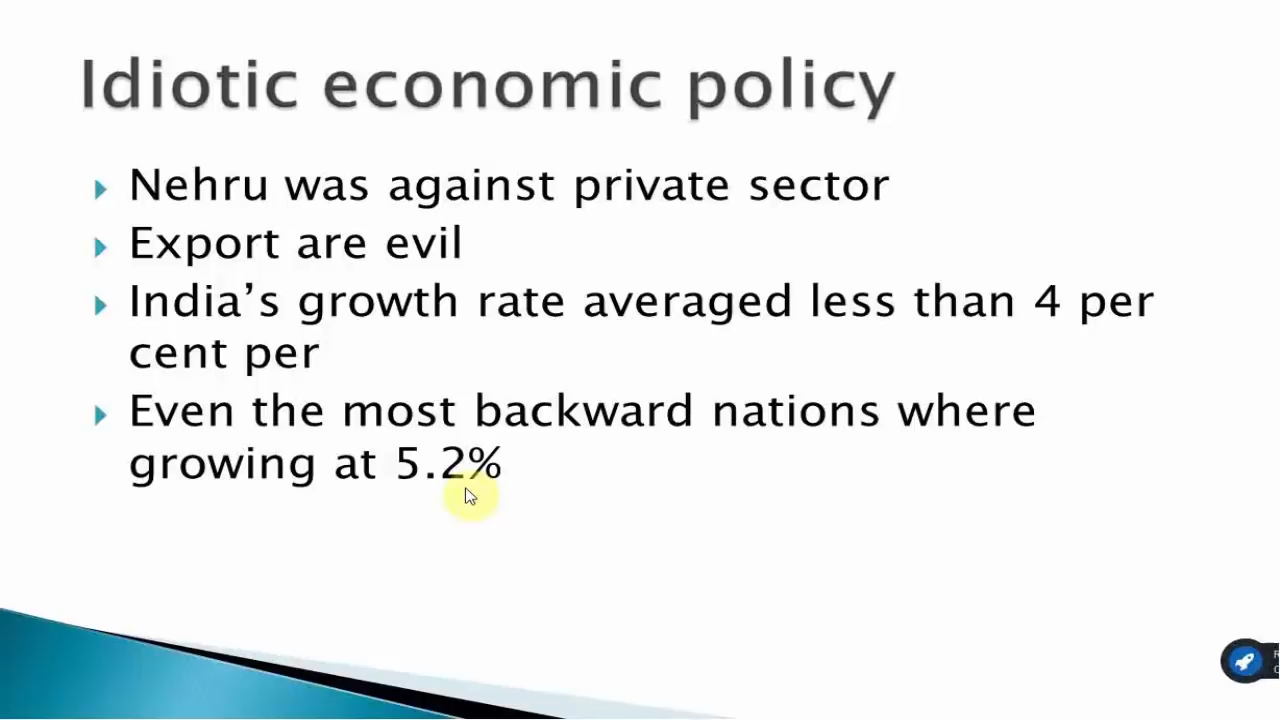 Idiotic economic policy
Nehru was against private sector
Export are evil
India’s growth rate averaged less than 4 per
cent per
Even the most backward nations where
growing at 5.2%